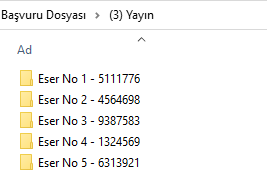 Başvuru Dosyası > (3) Yayın
Ad
Eser No 1 - 5111776
Eser No 2 - 4564698
Eser No 3 - 9387583
Eser No 4 - 1324569
Eser No 5 - 6313921